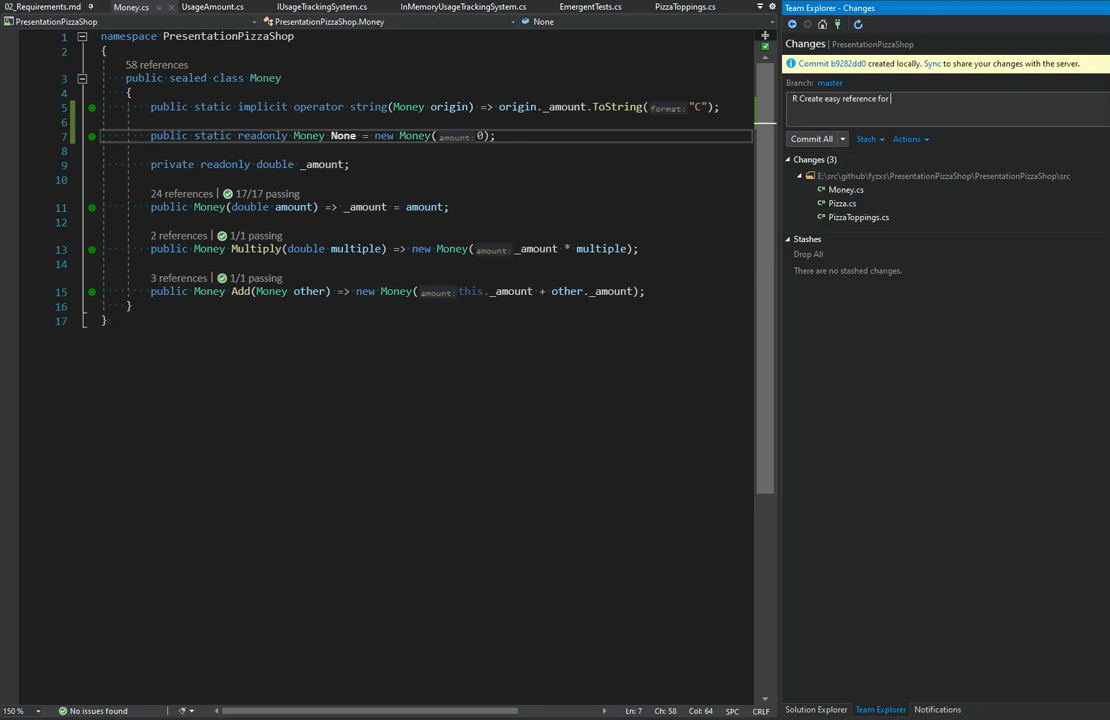 02_Requirements.md
Money.cs
UsageAmount.cs
IUsageTrackingSystem.cs
InMemoryUsageTrackingSystem.cs
EmergentTests.cs
PizzaToppings.cs
Team Explorer - Changes
PresentationPizzaShop
PresentationPizzaShop.Money
None
Changes | PresentationPizzaShop
Commit b9282dd0 created locally. Sync to share your changes with the server.
Branch: master
R Create easy reference for
Commit All
Stash
Actions
Changes (3)
E:\src\github\fyzxs\PresentationPizzaShop\PresentationPizzaShop\src
Money.cs
Pizza.cs
PizzaToppings.cs
Stashes
Drop All
There are no stashed changes.
1 namespace PresentationPizzaShop
2 {
58 references
3 public sealed class Money
4 {
5 public static implicit operator string(Money origin) => origin._amount.ToString(format: "C");
6
7 public static readonly Money None = new Money(amount: 0);
8
9 private readonly double _amount;
10
24 references | 17/17 passing
11 public Money(double amount) => _amount = amount;
12
2 references | 1/1 passing
13 public Money Multiply(double multiple) => new Money(amount: _amount * multiple);
14
3 references | 1/1 passing
15 public Money Add(Money other) => new Money(amount: this._amount + other._amount);
16 }
17 }
150 %
No issues found
Ln: 7
Ch: 58
Col: 64
SPC
CRLF
Solution Explorer
Team Explorer
Notifications